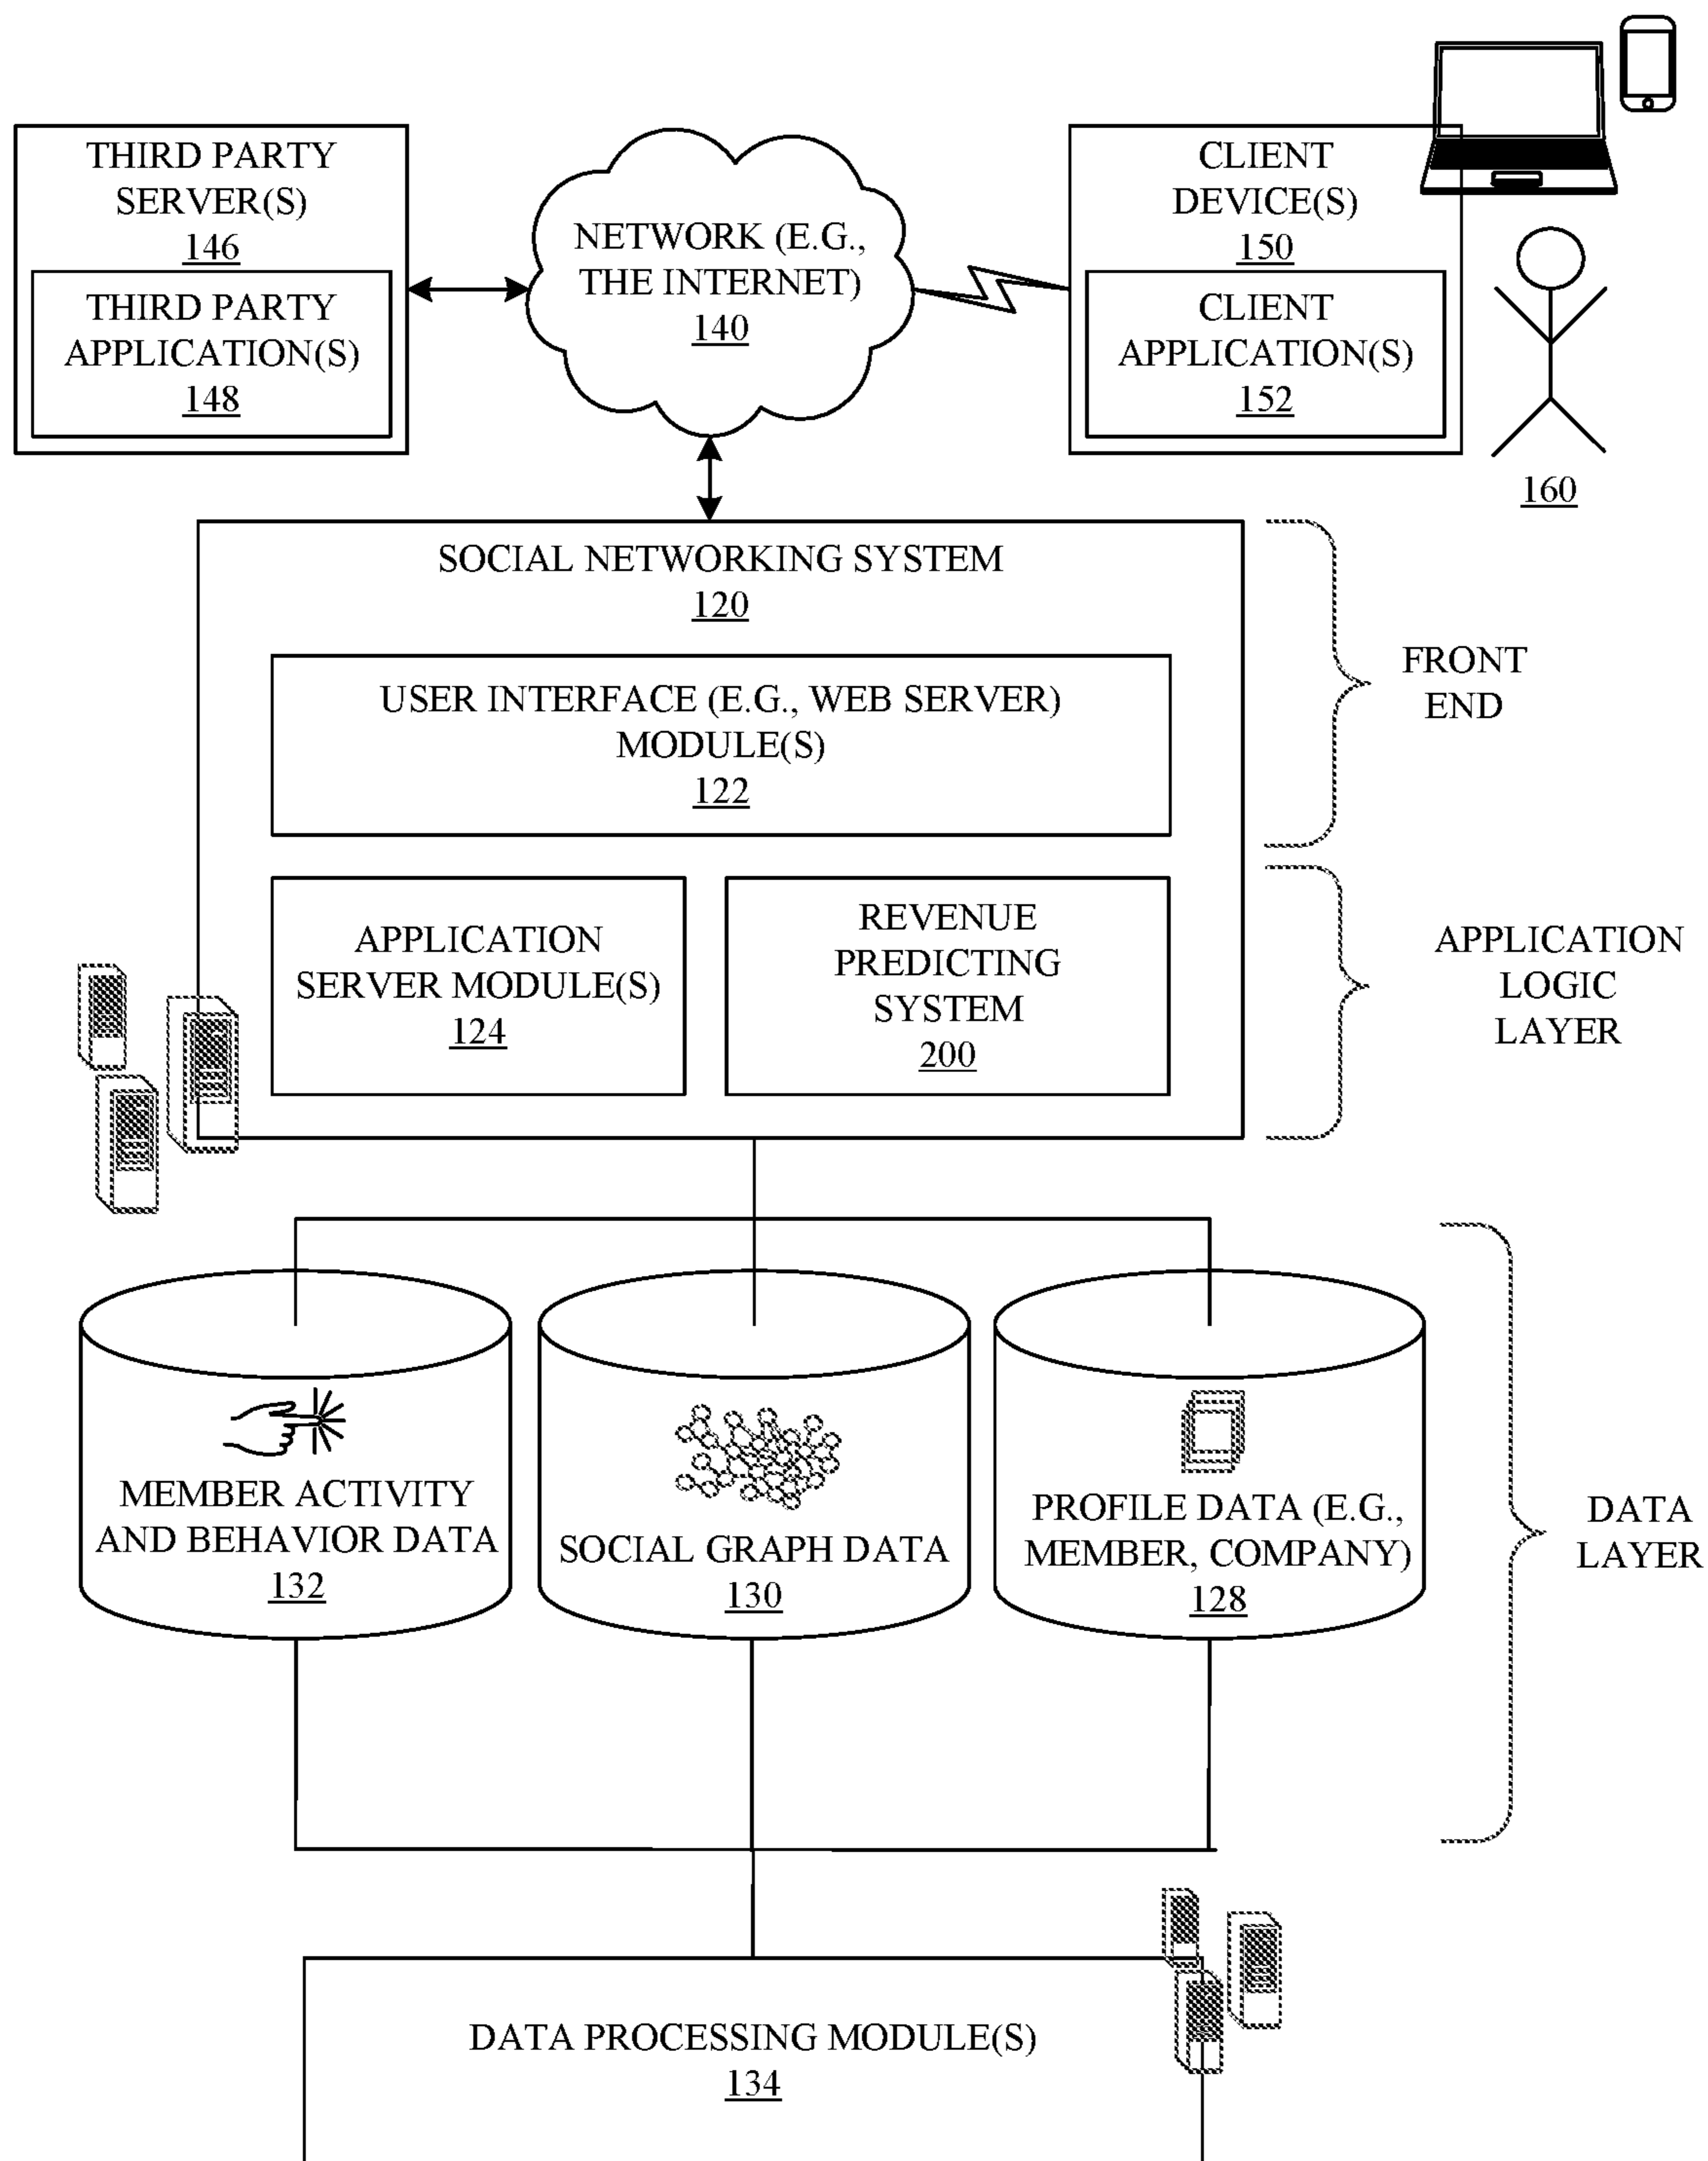 THIRD PARTY
SERVER(S)
146
THIRD PARTY
APPLICATION(S)
148
NETWORK (E.G.,
THE INTERNET)
140
CLIENT
DEVICE(S)
150
CLIENT
APPLICATION(S)
152
160
SOCIAL NETWORKING SYSTEM
120
USER INTERFACE (E.G., WEB SERVER)
MODULE(S)
122
FRONT
END
APPLICATION
SERVER MODULE(S)
124
REVENUE
PREDICTING
SYSTEM
200
APPLICATION
LOGIC
LAYER
MEMBER ACTIVITY
AND BEHAVIOR DATA
132
SOCIAL GRAPH DATA
130
PROFILE DATA (E.G.,
MEMBER, COMPANY)
128
DATA
LAYER
DATA PROCESSING MODULE(S)
134